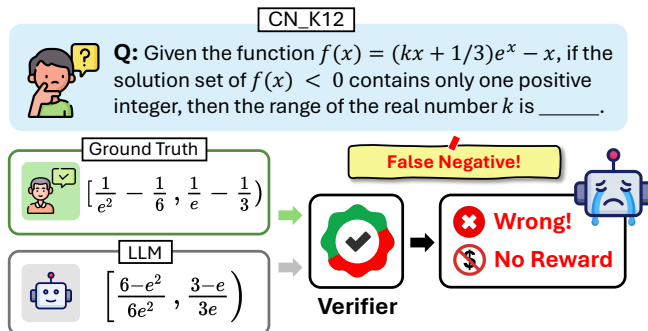 CN_K12
Q: Given the function f(x) = (kx + 1/3)e^x − x, if the
solution set of f(x) < 0 contains only one positive
integer, then the range of the real number k is _____.
Ground Truth
[1/e^2 − 1/6 , 1/e − 1/3)
False Negative!
LLM
[6−e^2/6e^2 , 3−e/3e)
Verifier
Wrong!
No Reward